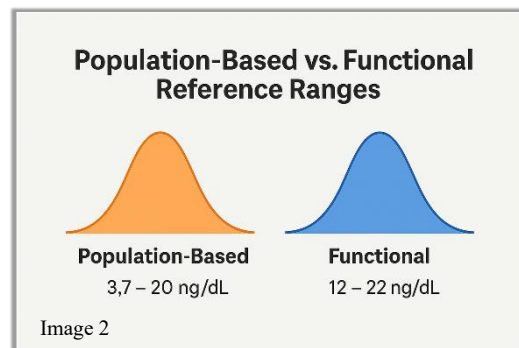 Population-Based vs. Functional
Reference Ranges
Population-Based
3,7 – 20 ng/dL
Functional
12 – 22 ng/dL
Image 2